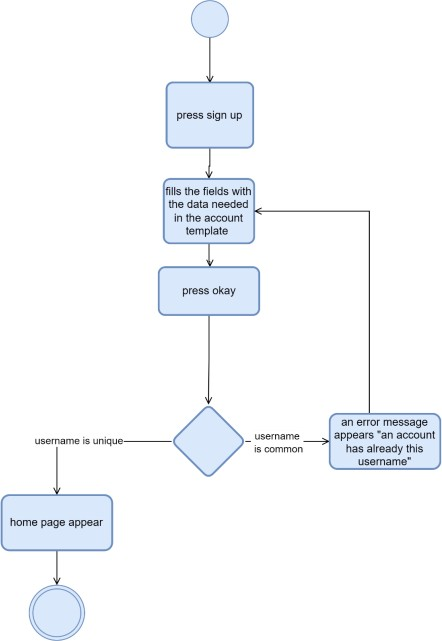 press sign up
fills the fields with
the data needed
in the account
template
press okay
username is unique
username
is common
an error message
appears "an account
has already this
username"
home page appear